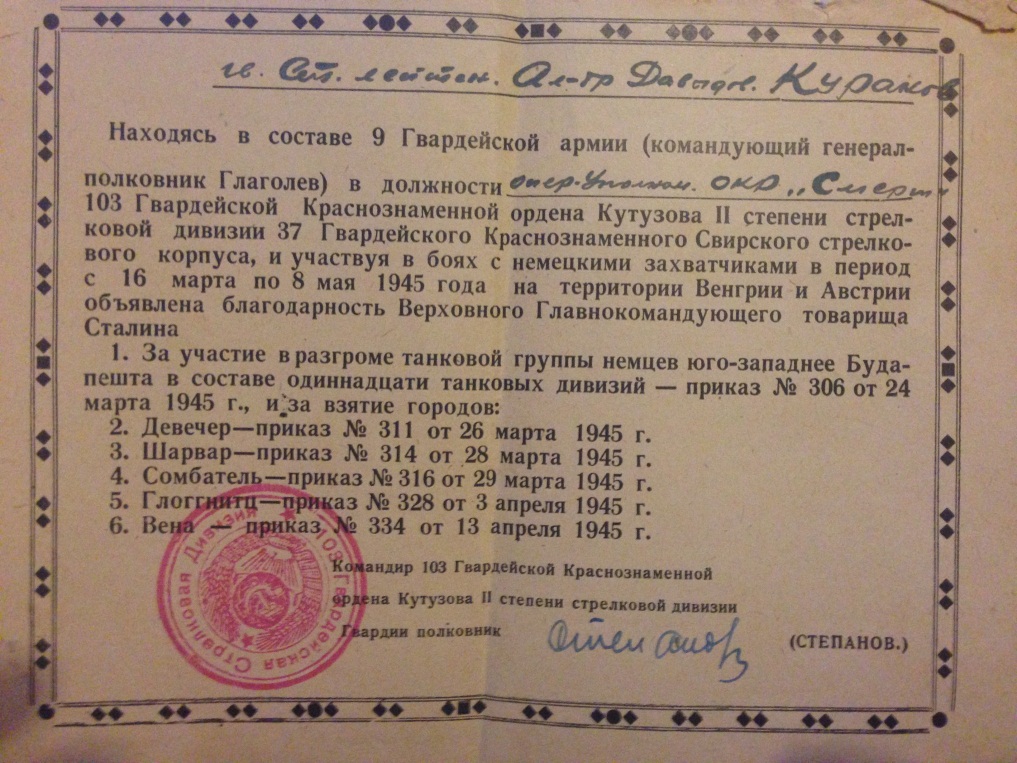 гв. Ст. лейтен. Ал-др Давыдов. Куранов
Находясь в составе 9 Гвардейской армии (командующий генерал-
полковник Глаголев) в должности опер-Уполном. ОКР „Смерш"
103 Гвардейской Краснознаменной ордена Кутузова II степени стрел-
ковой дивизии 37 Гвардейского Краснознаменного Свирского стрелко-
вого корпуса, и участвуя в боях с немецкими захватчиками в период
с 16 марта по 8 мая 1945 года на территории Венгрии и Австрии
объявлена благодарность Верховного Главнокомандующего товарища
Сталина
1. За участие в разгроме танковой группы немцев юго-западнее Буда-
пешта в составе одиннадцати танковых дивизий — приказ № 306 от 24
марта 1945 г., и за взятие городов:
2. Девечер—приказ № 311 от 26 марта 1945 г.
3. Шарвар—приказ № 314 от 28 марта 1945 г.
4. Сомбатель—приказ № 316 от 29 марта 1945 г.
5. Глоггнитц—приказ № 328 от 3 апреля 1945 г.
6. Вена — приказ № 334 от 13 апреля 1945 г.
Командир 103 Гвардейской Краснознаменной
ордена Кутузова II степени стрелковой дивизии
Гвардии полковник Степанов (СТЕПАНОВ.)
103 Гвардейская Стрелковая Дивизия